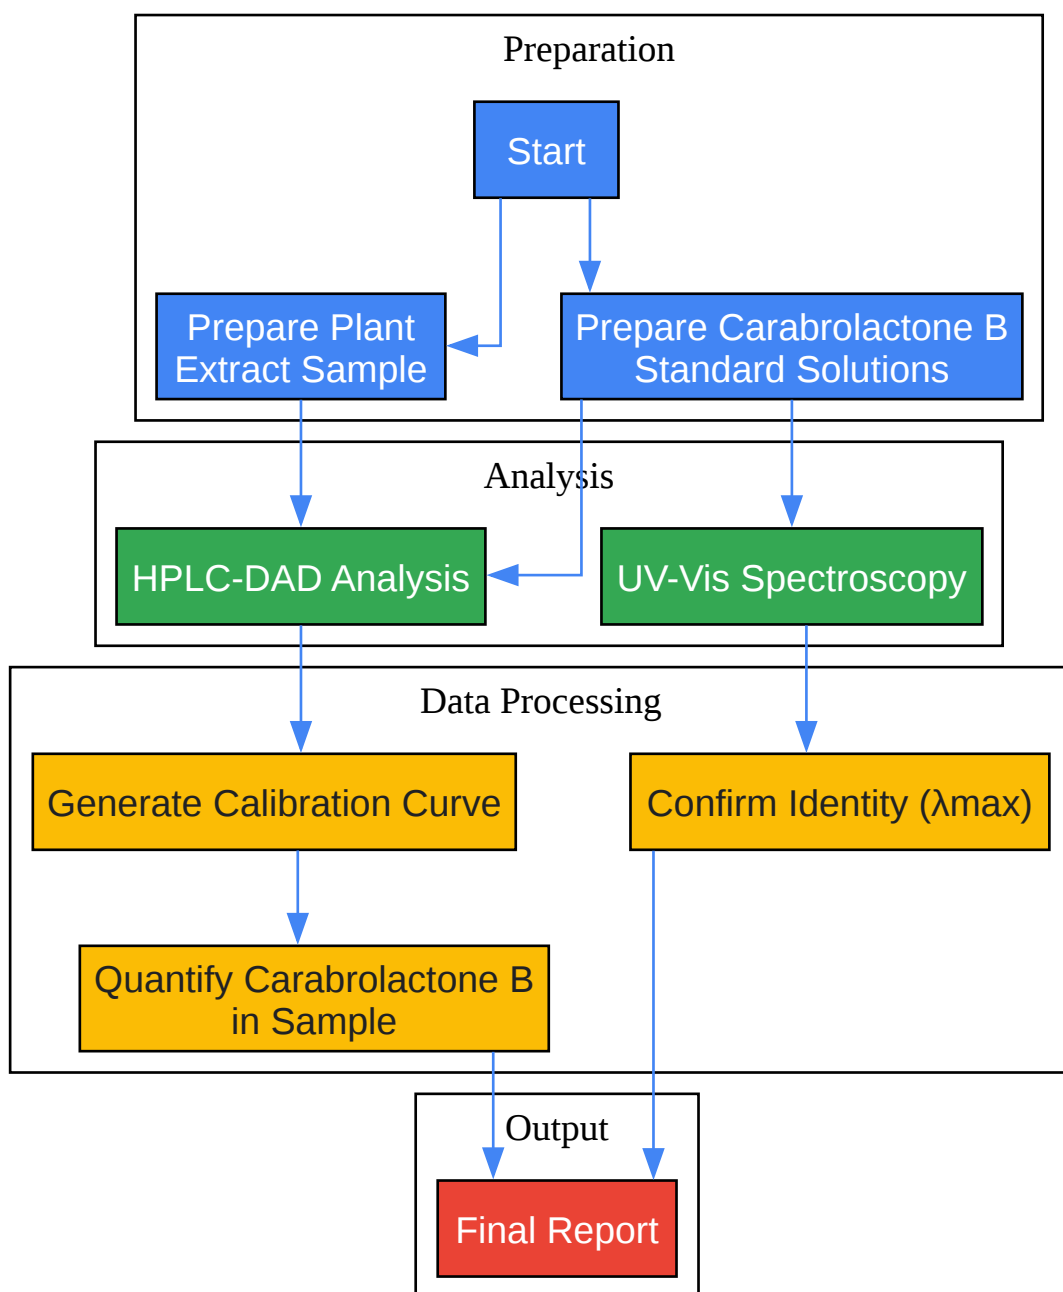 Preparation
Start
Prepare Plant
Extract Sample
Prepare Carabrolactone B
Standard Solutions
Analysis
HPLC-DAD Analysis
UV-Vis Spectroscopy
Data Processing
Generate Calibration Curve
Confirm Identity (λmax)
Quantify Carabrolactone B
in Sample
Output
Final Report